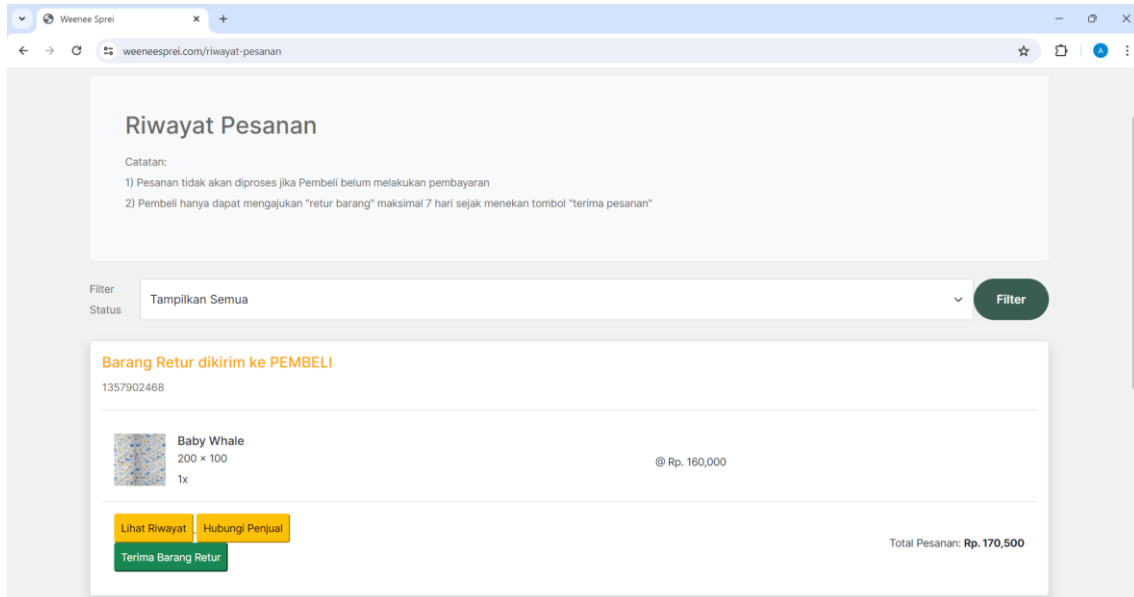 Weenee Sprei
weeneesprei.com/riwayat-pesanan
A
Riwayat Pesanan
Catatan:
1) Pesanan tidak akan diproses jika Pembeli belum melakukan pembayaran
2) Pembeli hanya dapat mengajukan "retur barang" maksimal 7 hari sejak menekan tombol "terima pesanan"
Filter
Status
Tampilkan Semua
Filter
Barang Retur dikirim ke PEMBELI
1357902468
Baby Whale
200 × 100
1x
@ Rp. 160,000
Lihat Riwayat
Hubungi Penjual
Terima Barang Retur
Total Pesanan: Rp. 170,500